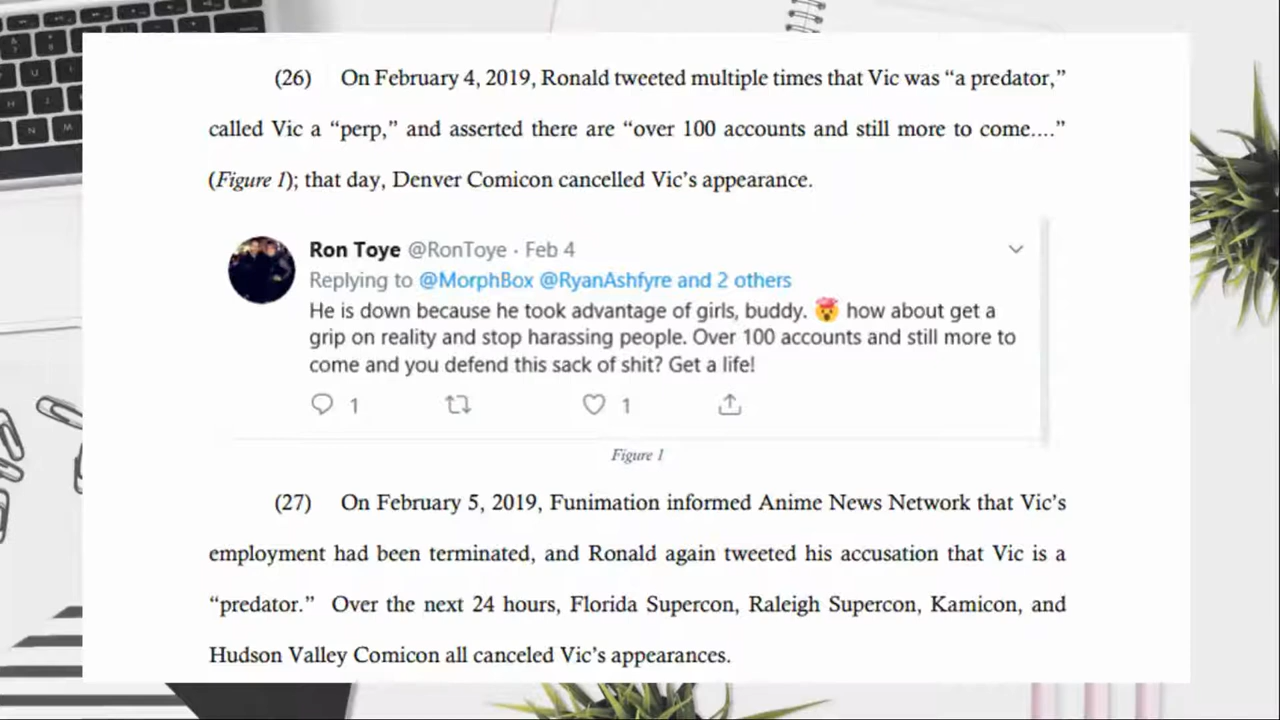 (26) On February 4, 2019, Ronald tweeted multiple times that Vic was “a predator,”
called Vic a “perp,” and asserted there are “over 100 accounts and still more to come....”
(Figure 1); that day, Denver Comicon cancelled Vic’s appearance.
Ron Toye @RonToye · Feb 4
Replying to @MorphBox @RyanAshfyre and 2 others
He is down because he took advantage of girls, buddy. 🤯 how about get a
grip on reality and stop harassing people. Over 100 accounts and still more to
come and you defend this sack of shit? Get a life!
1 1
Figure 1
(27) On February 5, 2019, Funimation informed Anime News Network that Vic’s
employment had been terminated, and Ronald again tweeted his accusation that Vic is a
“predator.” Over the next 24 hours, Florida Supercon, Raleigh Supercon, Kamicon, and
Hudson Valley Comicon all canceled Vic’s appearances.